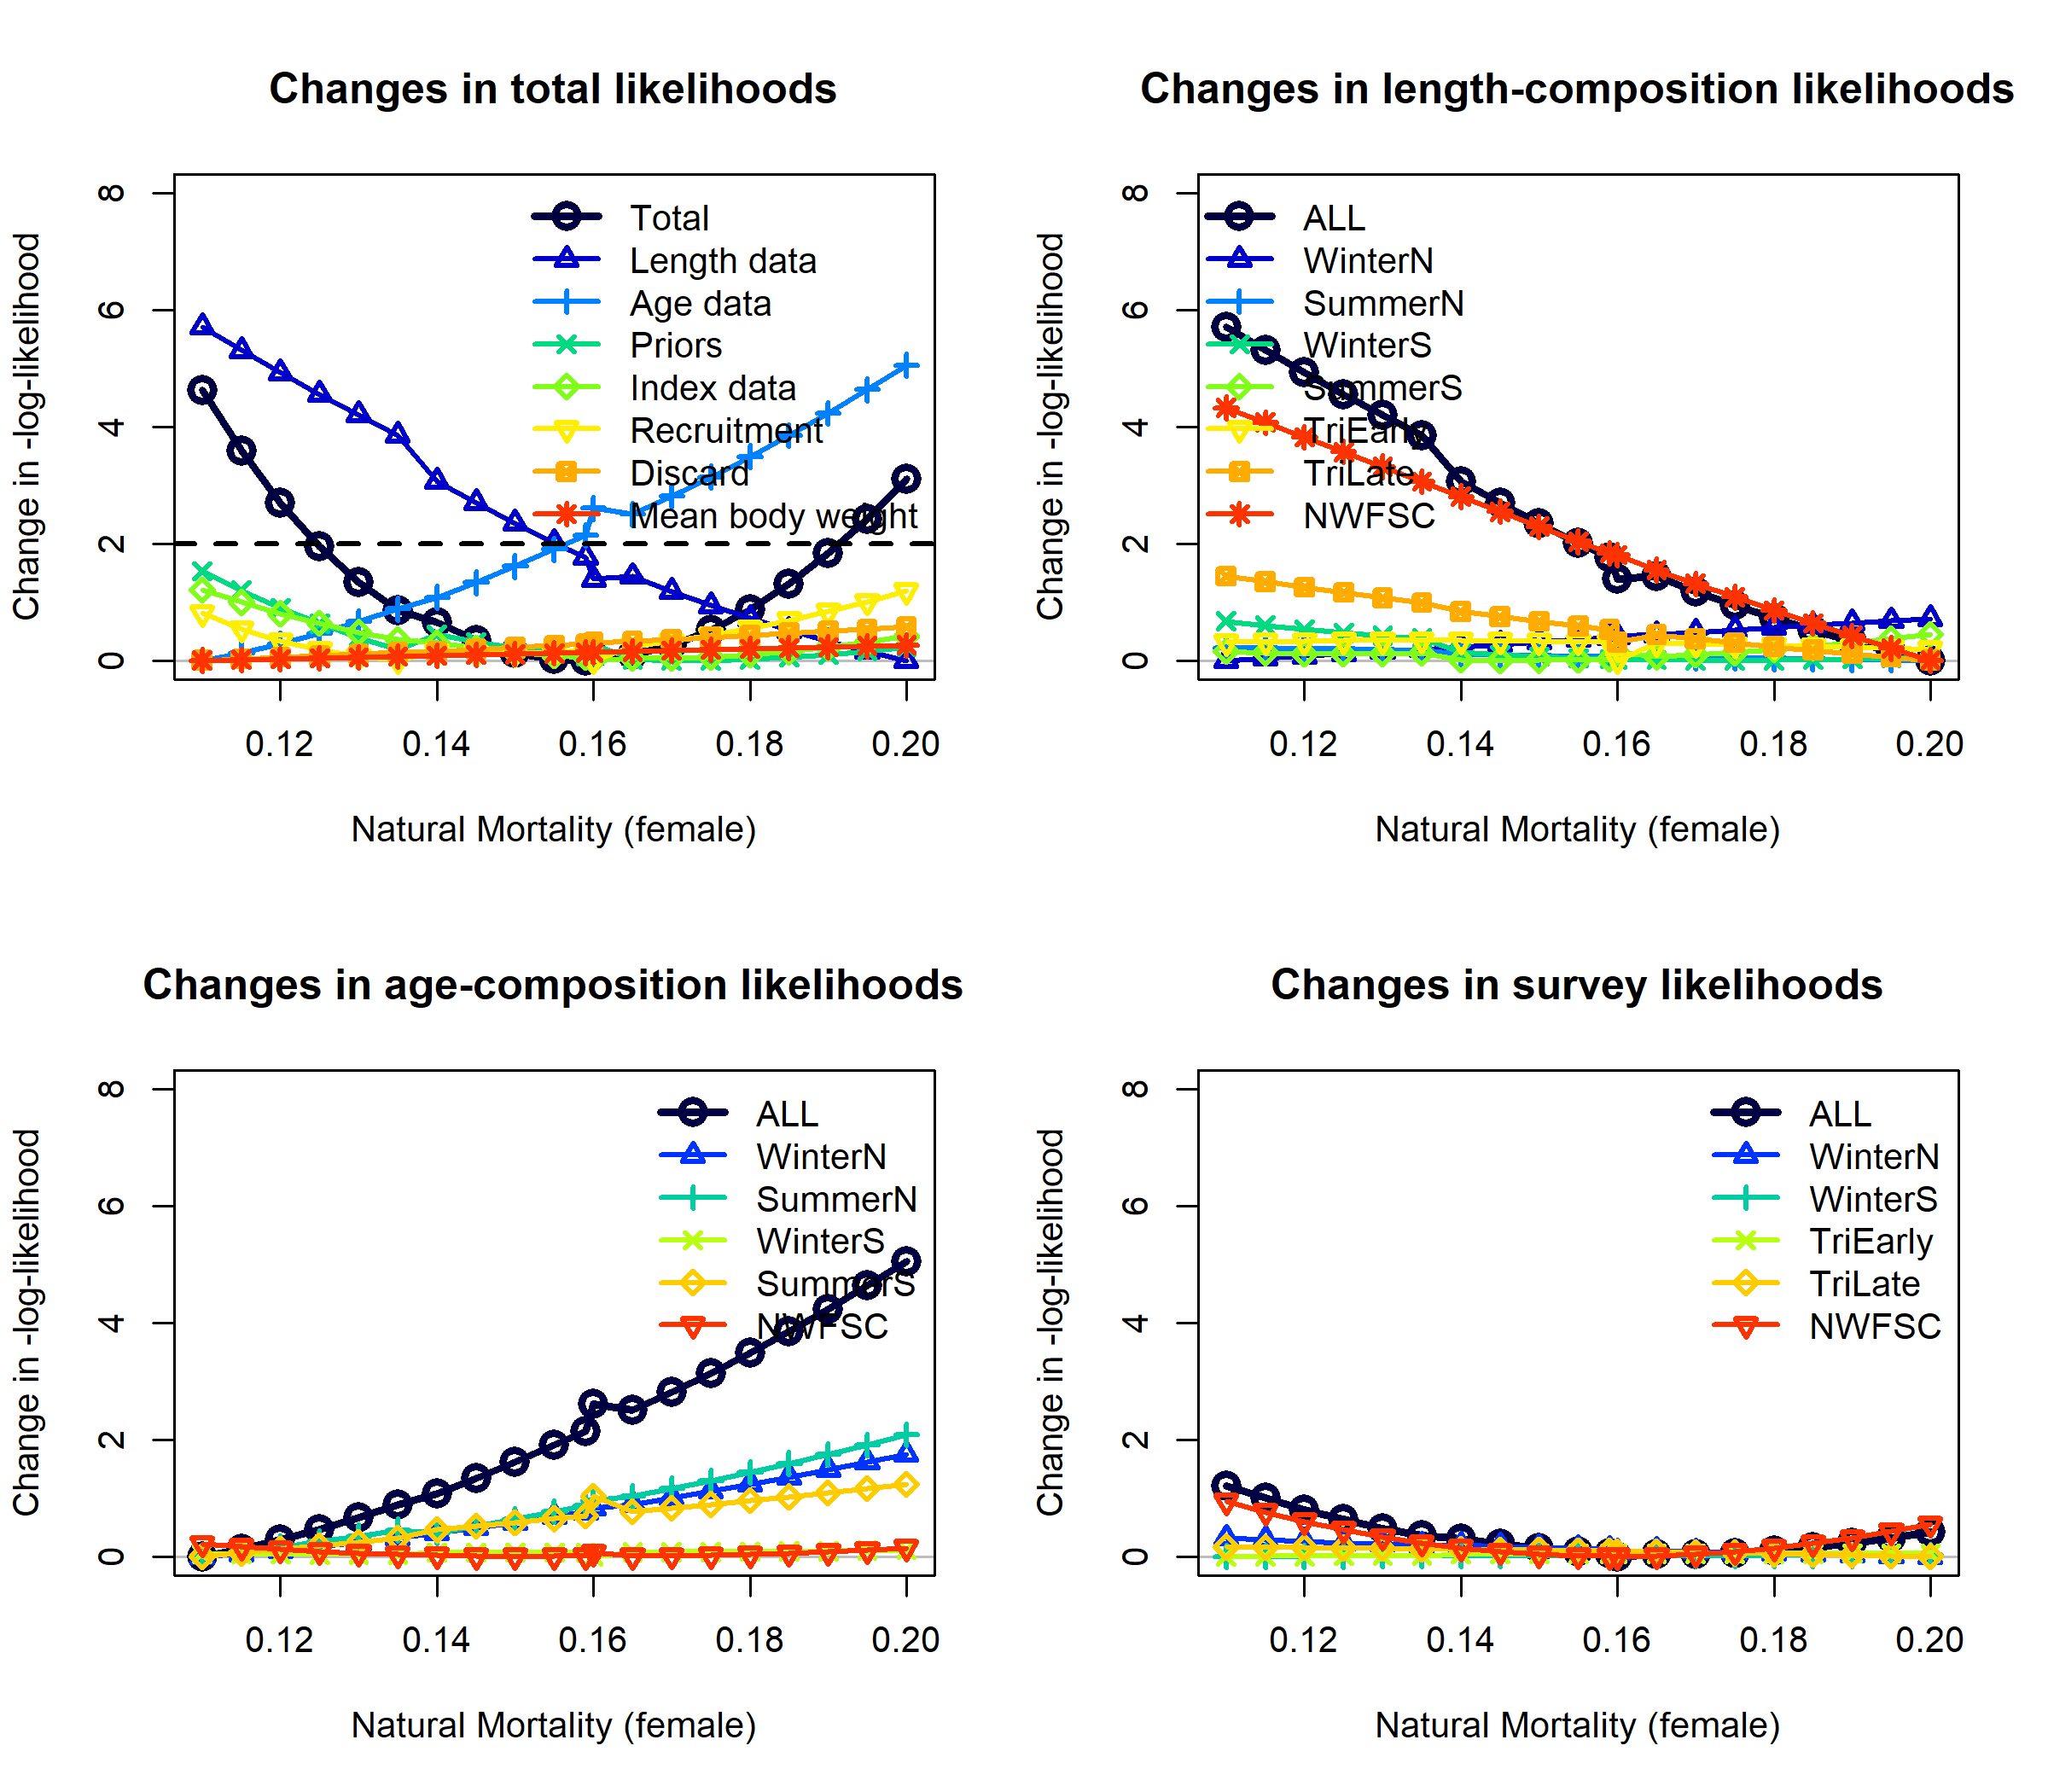 Changes in total likelihoods
Change in -log-likelihood
8
6
4
2
0
Total
Length data
Age data
Priors
Index data
Recruitment
Discard
Mean body weight
0.12 0.14 0.16 0.18 0.20
Natural Mortality (female)
Changes in length-composition likelihoods
Change in -log-likelihood
8
6
4
2
0
ALL
WinterN
SummerN
WinterS
SummerS
TriEarly
TriLate
NWFSC
0.12 0.14 0.16 0.18 0.20
Natural Mortality (female)
Changes in age-composition likelihoods
Change in -log-likelihood
8
6
4
2
0
ALL
WinterN
SummerN
WinterS
SummerS
NWFSC
0.12 0.14 0.16 0.18 0.20
Natural Mortality (female)
Changes in survey likelihoods
Change in -log-likelihood
8
6
4
2
0
ALL
WinterN
WinterS
TriEarly
TriLate
NWFSC
0.12 0.14 0.16 0.18 0.20
Natural Mortality (female)